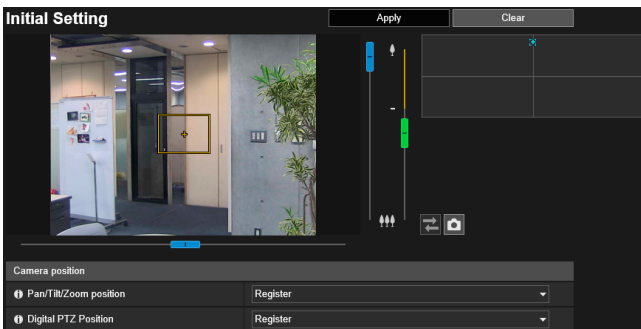 Initial Setting
Apply
Clear
Camera position
Pan/Tilt/Zoom position
Register
Digital PTZ Position
Register